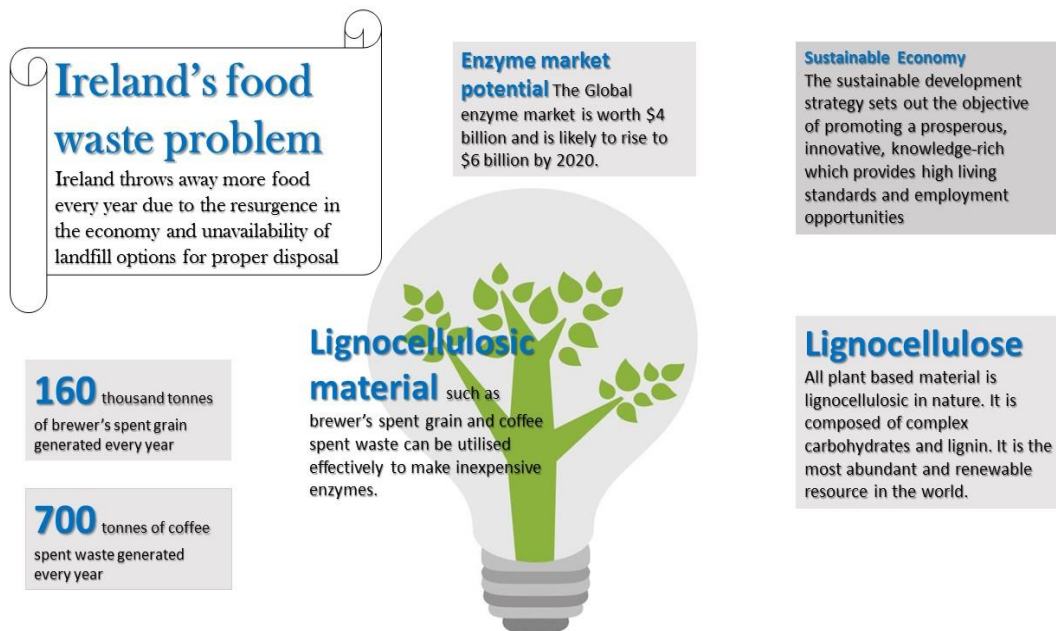 Ireland's food
waste problem
Ireland throws away more food
every year due to the resurgence in
the economy and unavailability of
landfill options for proper disposal
Enzyme market
potential The Global
enzyme market is worth $4
billion and is likely to rise to
$6 billion by 2020.
Sustainable Economy
The sustainable development
strategy sets out the objective
of promoting a prosperous,
innovative, knowledge-rich
which provides high living
standards and employment
opportunities
160 thousand tonnes
of brewer's spent grain
generated every year
700 tonnes of coffee
spent waste generated
every year
Lignocellulosic
material such as
brewer's spent grain and coffee
spent waste can be utilised
effectively to make inexpensive
enzymes.
Lignocellulose
All plant based material is
lignocellulosic in nature. It is
composed of complex
carbohydrates and lignin. It is the
most abundant and renewable
resource in the world.